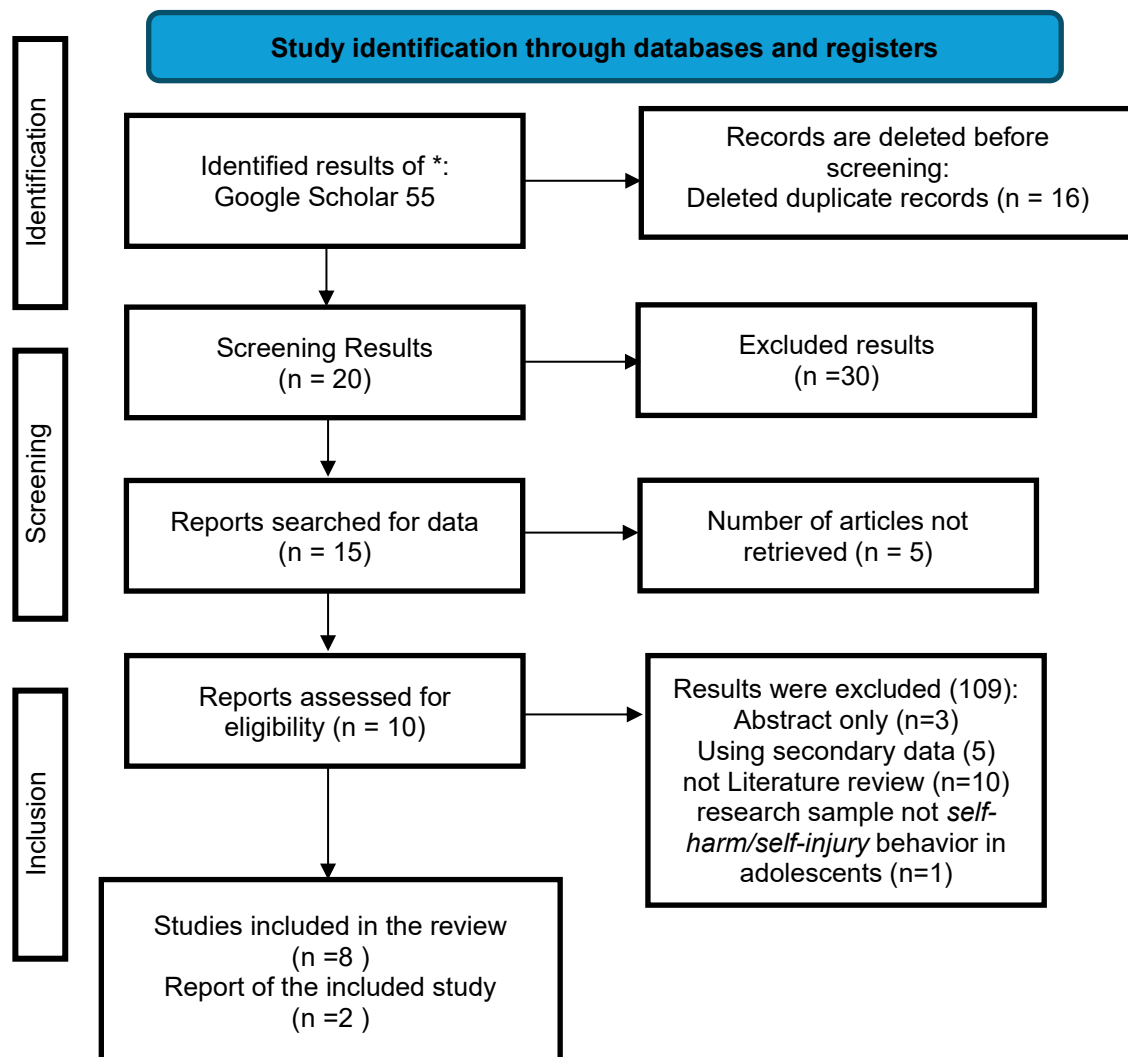 Study identification through databases and registers
Identification
Identified results of *:
Google Scholar 55
Records are deleted before
screening:
Deleted duplicate records (n = 16)
Screening
Screening Results
(n = 20)
Excluded results
(n =30)
Reports searched for data
(n = 15)
Number of articles not
retrieved (n = 5)
Inclusion
Reports assessed for
eligibility (n = 10)
Results were excluded (109):
Abstract only (n=3)
Using secondary data (5)
not Literature review (n=10)
research sample not self-
harm/self-injury behavior in
adolescents (n=1)
Studies included in the review
(n =8 )
Report of the included study
(n =2 )